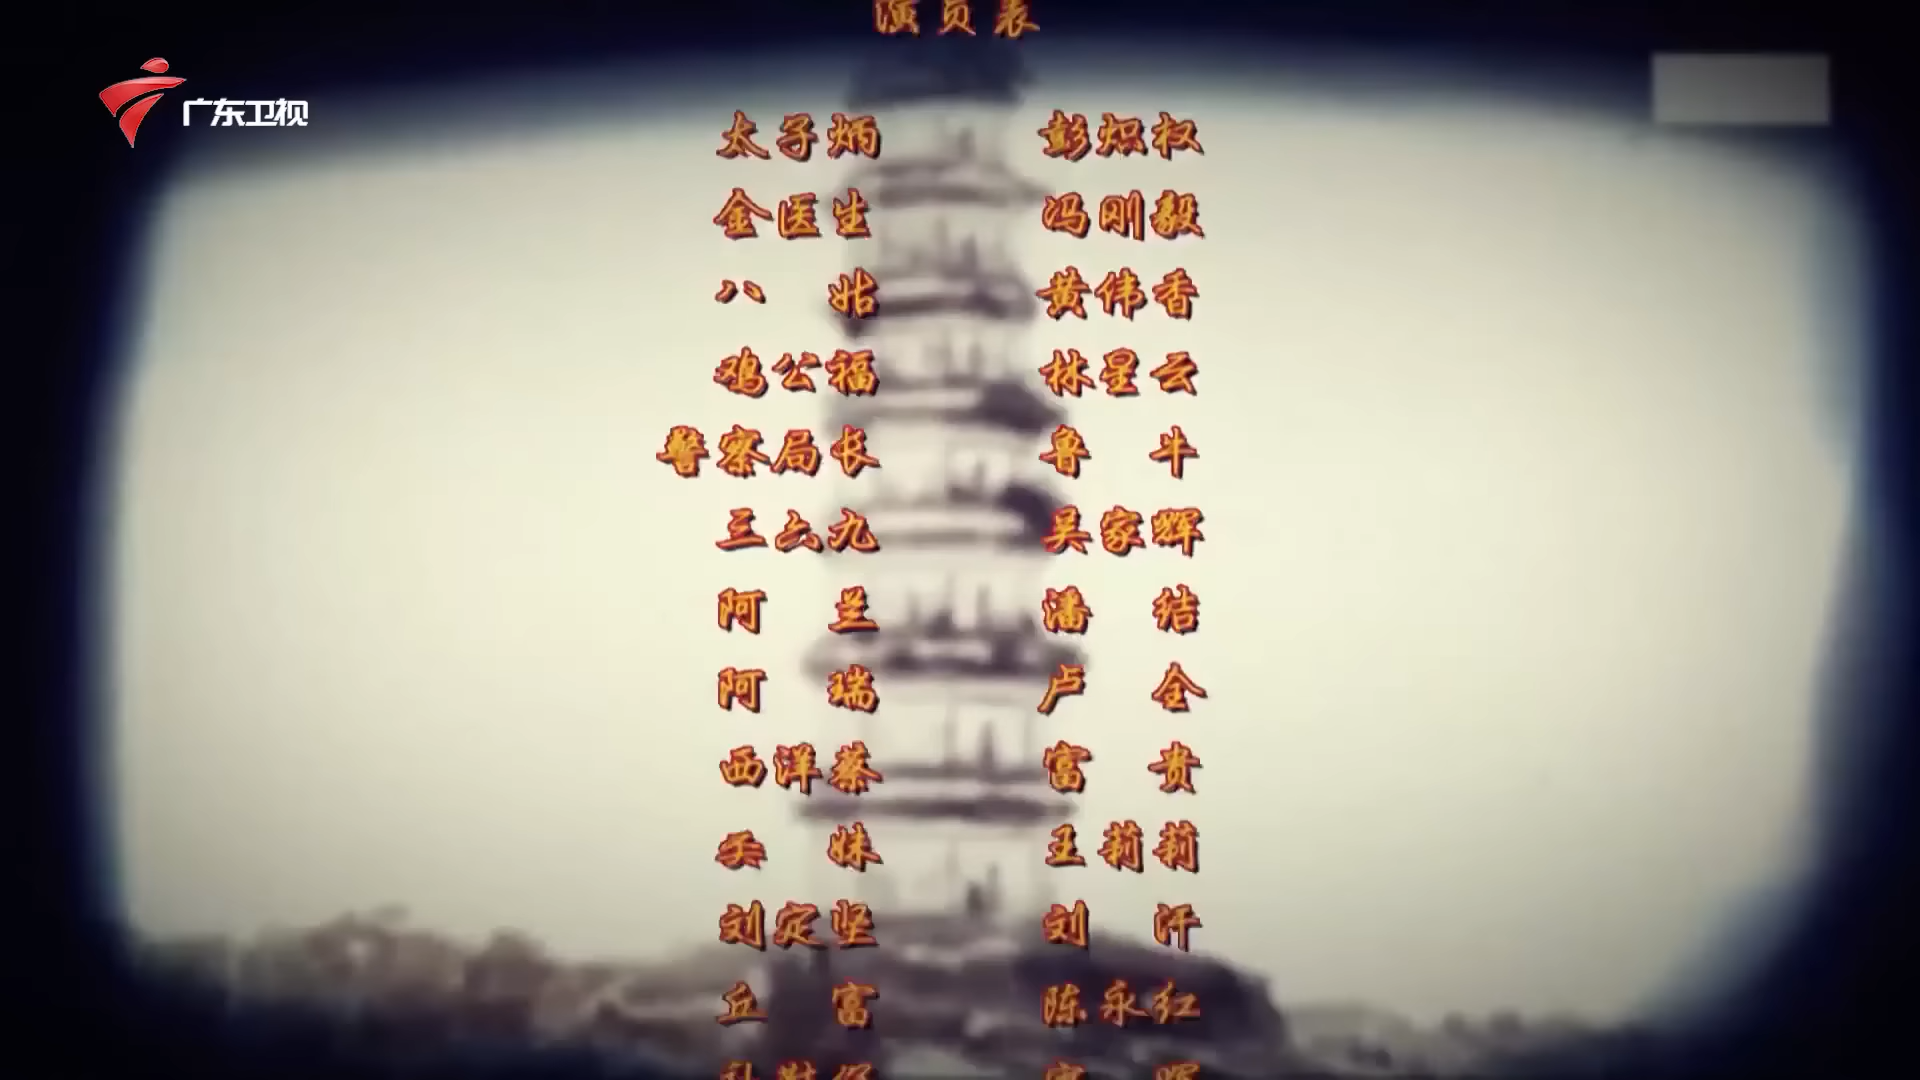 演员表
广东卫视
太子炳 彭炽权
金医生 冯刚毅
八姑 黄伟香
鸡公福 林星云
警察局长 鲁牛
三六九 吴家辉
阿兰 潘结
阿瑞 卢全
西洋蔡 富贵
妹 王莉莉
刘定坚 刘汗
丘富 陈永红